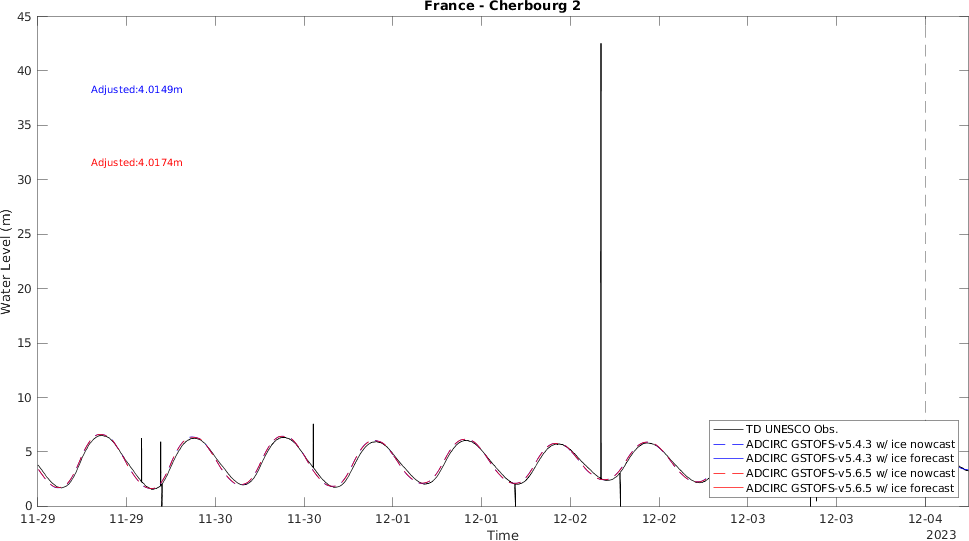 France - Cherbourg 2
45
40
35
30
25
20
15
10
5
0
Water Level (m)
Adjusted:4.0149m
Adjusted:4.0174m
TD UNESCO Obs.
ADCIRC GSTOFS-v5.4.3 w/ ice nowcast
ADCIRC GSTOFS-v5.4.3 w/ ice forecast
ADCIRC GSTOFS-v5.6.5 w/ ice nowcast
ADCIRC GSTOFS-v5.6.5 w/ ice forecast
11-29 11-29 11-30 11-30 12-01 12-01 12-02 12-02 12-03 12-03 12-04
Time
2023